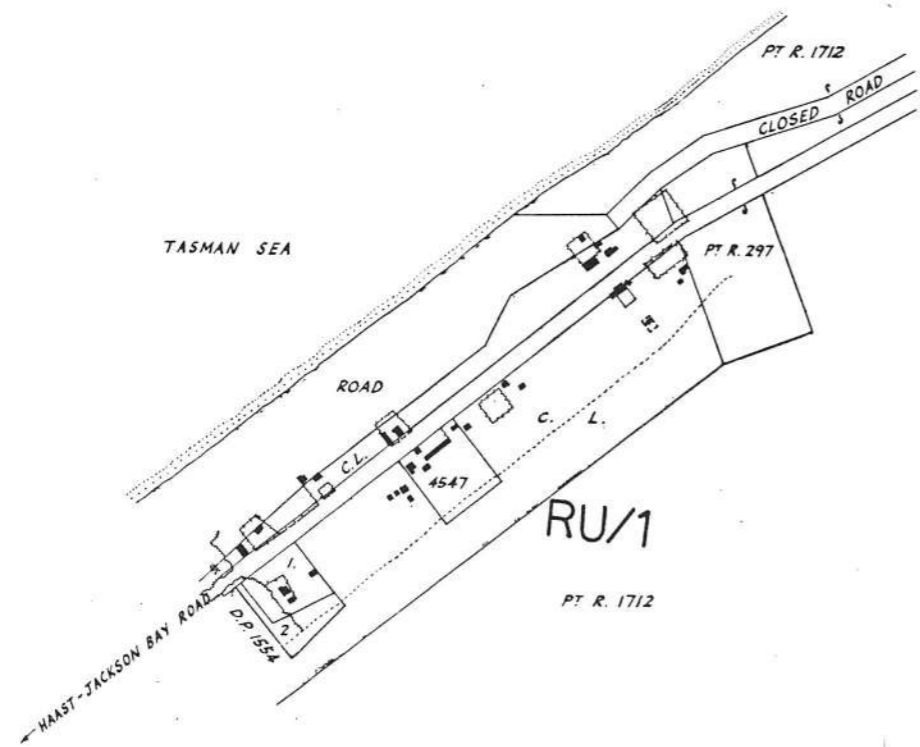 PT R. 1712
CLOSED ROAD
TASMAN SEA
PT R. 297
ROAD
C. L.
C.L.
4547
RU/1
1.
PT R. 1712
2
D.P. 1554
HAAST-JACKSON BAY ROAD